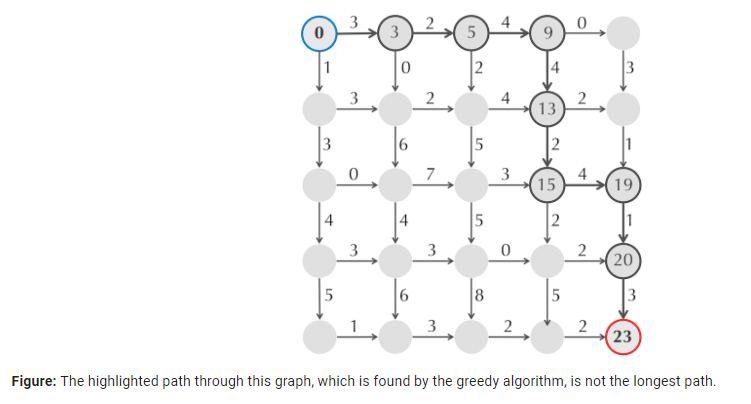 3 2 4 0
0 3 5 9
1 0 2 4 3
3 2 4 2
13
3 6 5 2 1
0 7 3 4
15 19
4 4 5 2 1
3 3 0 2
20
5 6 8 5 3
1 3 2 2
23
Figure: The highlighted path through this graph, which is found by the greedy algorithm, is not the longest path.